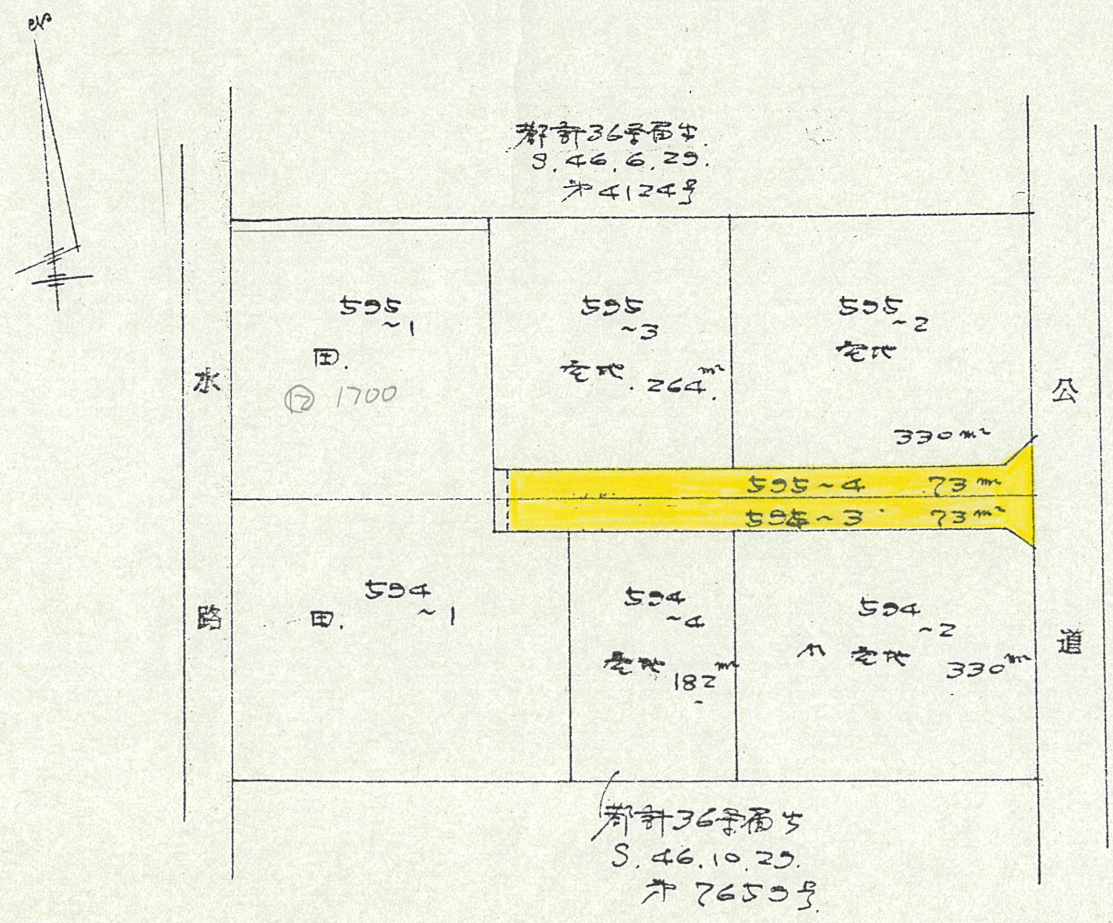 都計36条届出.
S. 46. 6. 29.
第4124号
595
~1
田.
⑫ 1700
595
~3
宅地. 264㎡.
595
~2
宅地
330㎡
水
路
公
道
595~4 73㎡
594~3 73㎡
594
~1
田.
594
~4
宅地 182㎡
594
~2
宅地 330㎡
都計36条届出
S. 46. 10. 29.
第7659号